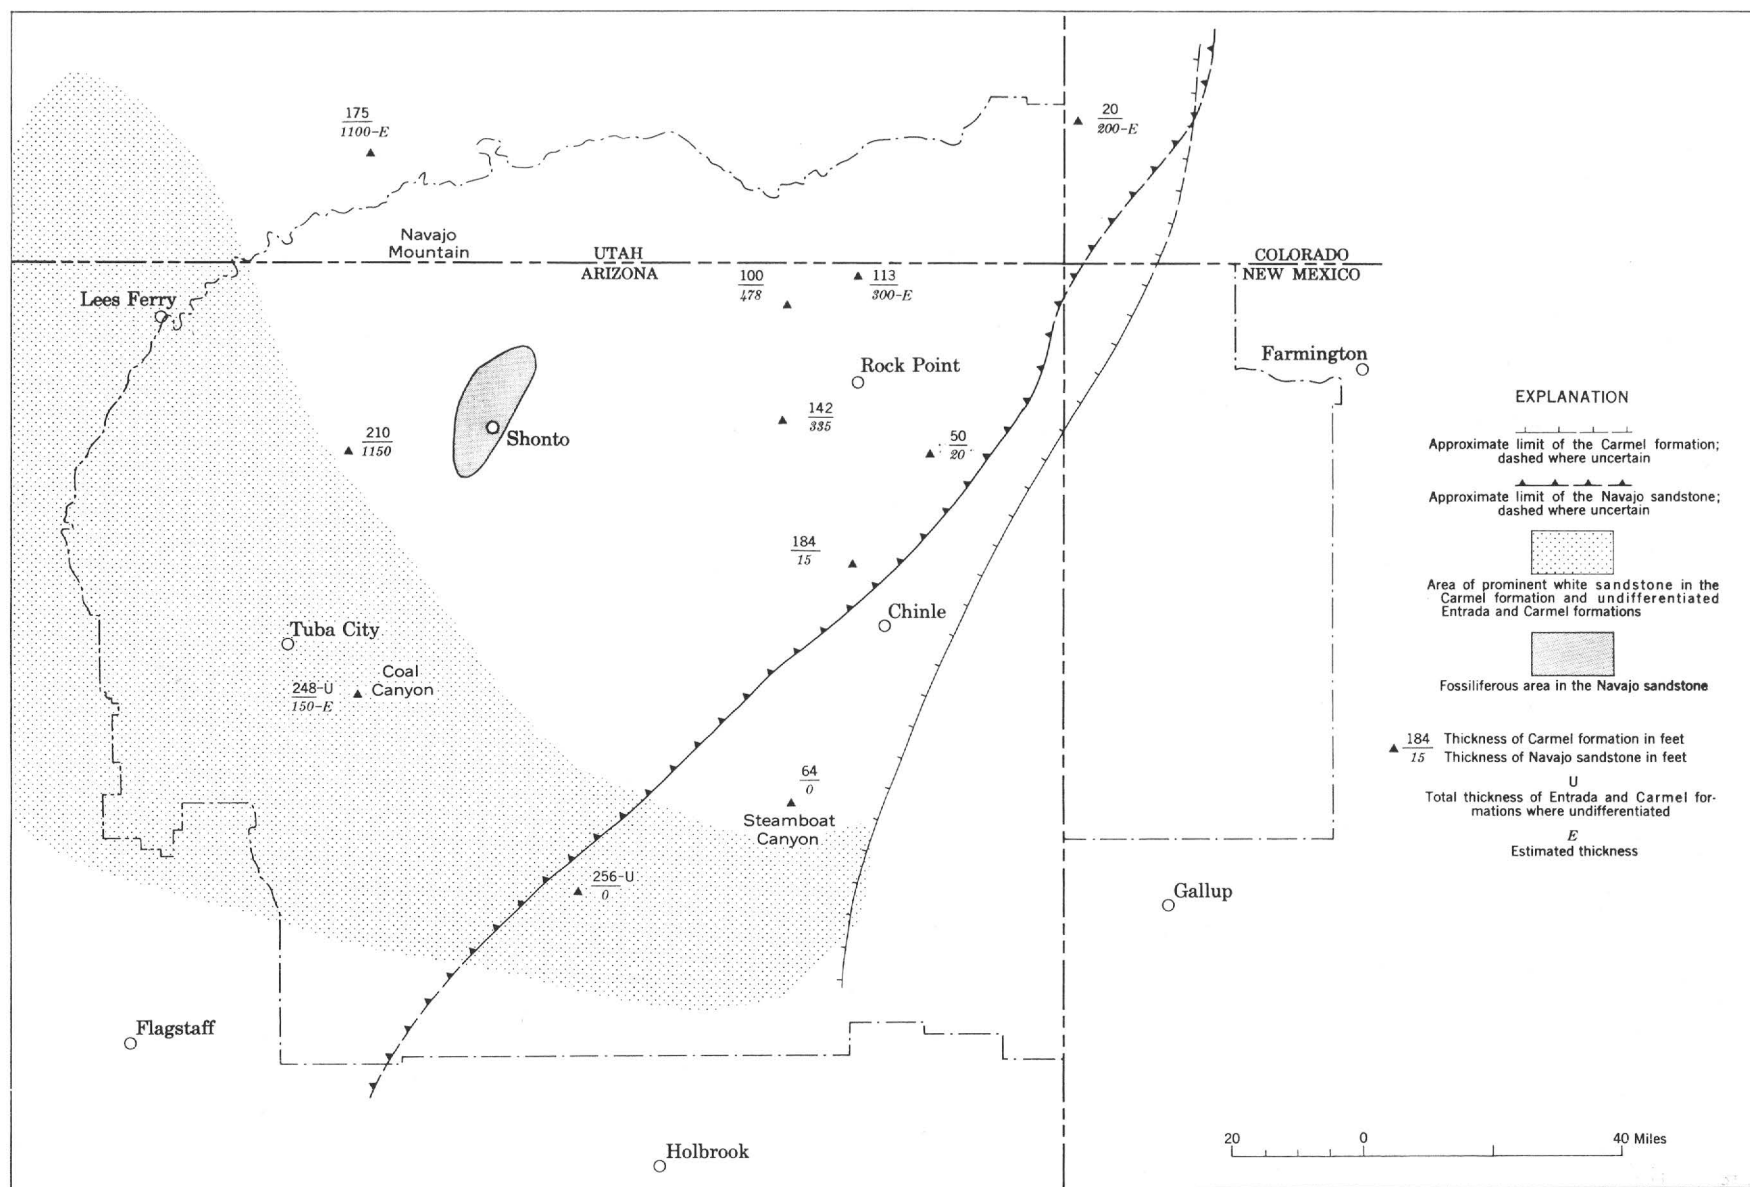 175
1100-E
20
200-E
Navajo
Mountain
UTAH
ARIZONA
COLORADO
NEW MEXICO
100
478
113
300-E
Lees Ferry
Rock Point
Farmington
142
335
50
20
210
1150
Shonto
184
15
Chinle
Tuba City
Coal
Canyon
248-U
150-E
64
0
Steamboat
Canyon
256-U
0
Gallup
Flagstaff
Holbrook
EXPLANATION
Approximate limit of the Carmel formation;
dashed where uncertain
Approximate limit of the Navajo sandstone;
dashed where uncertain
Area of prominent white sandstone in the
Carmel formation and undifferentiated
Entrada and Carmel formations
Fossiliferous area in the Navajo sandstone
184 Thickness of Carmel formation in feet
15 Thickness of Navajo sandstone in feet
U
Total thickness of Entrada and Carmel for-
mations where undifferentiated
E
Estimated thickness
20 0 40 Miles